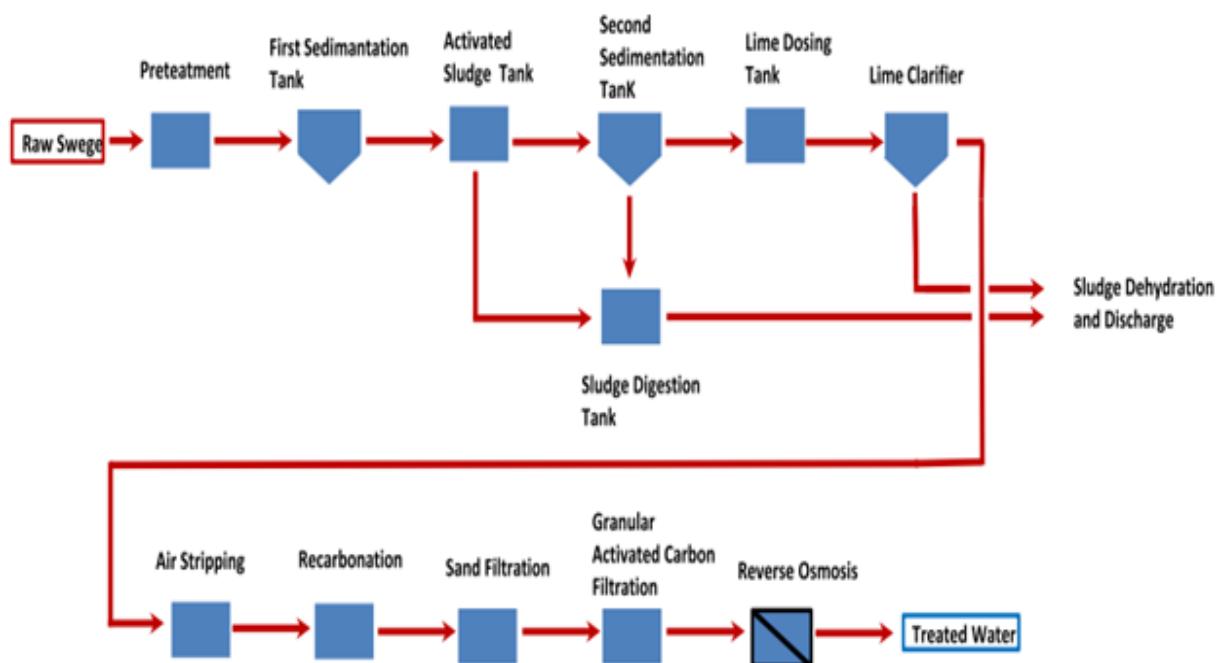 Raw Swege
Preteatment
First Sedimantation
Tank
Activated
Sludge Tank
Second
Sedimentation
TanK
Lime Dosing
Tank
Lime Clarifier
Sludge Digestion
Tank
Sludge Dehydration
and Discharge
Air Stripping
Recarbonation
Sand Filtration
Granular
Activated Carbon
Filtration
Reverse Osmosis
Treated Water